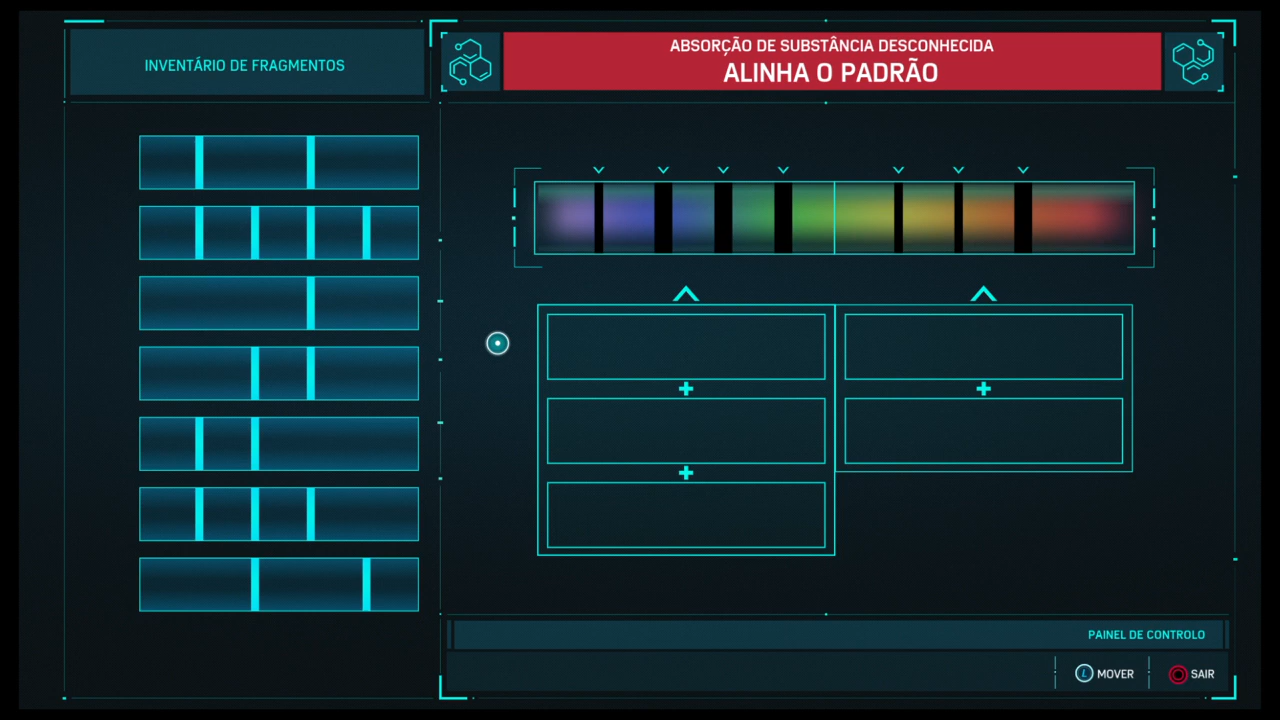 INVENTÁRIO DE FRAGMENTOS
ABSORÇÃO DE SUBSTÂNCIA DESCONHECIDA
ALINHA O PADRÃO
PAINEL DE CONTROLO
L MOVER
SAIR